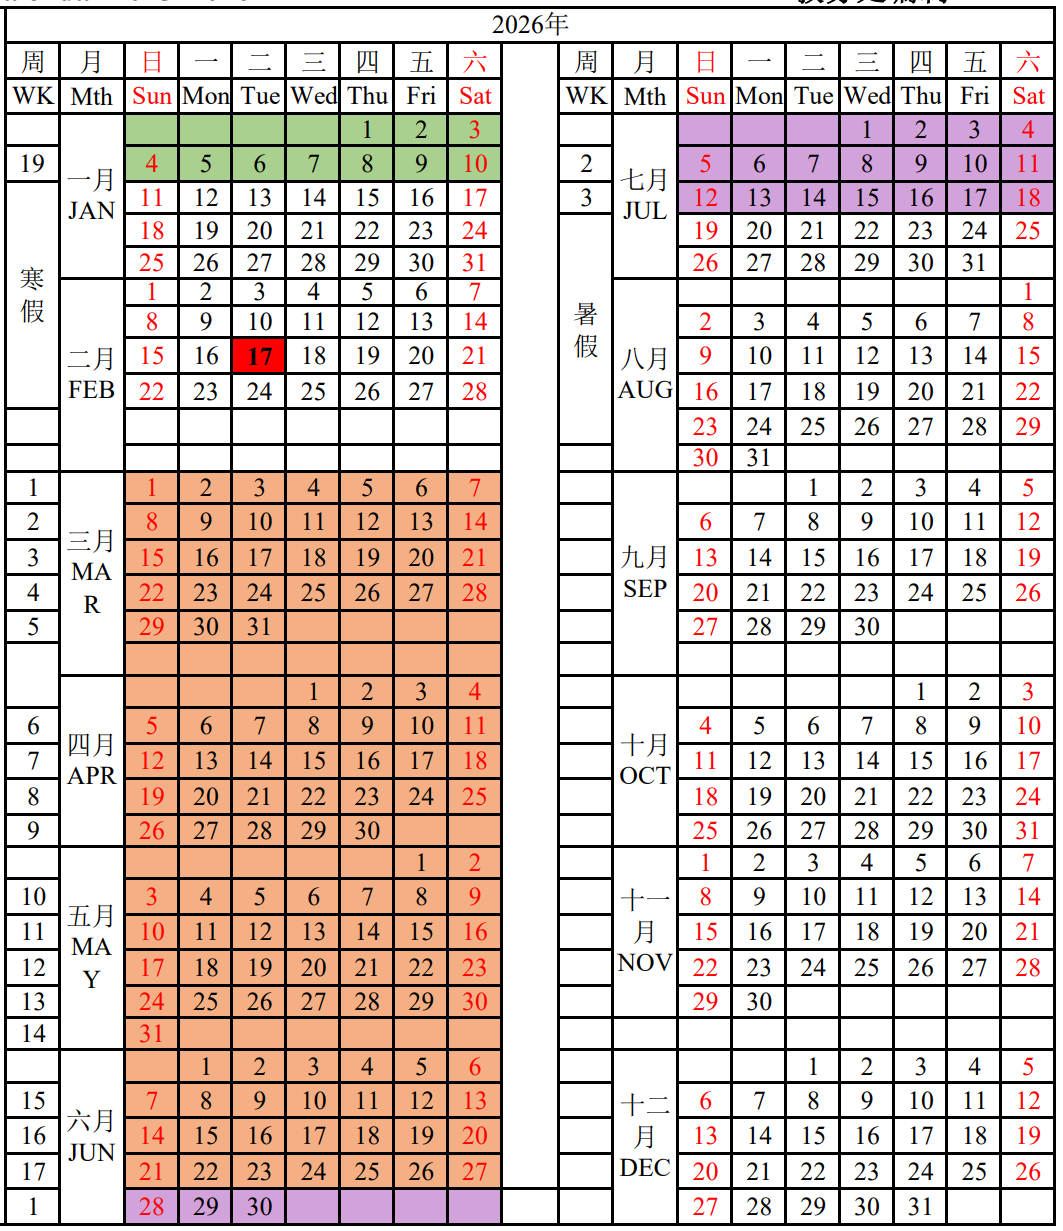 2026年
周 月 日 一 二 三 四 五 六
WK Mth Sun Mon Tue Wed Thu Fri Sat
一月
JAN
1 2 3
19 4 5 6 7 8 9 10
寒
假
11 12 13 14 15 16 17
18 19 20 21 22 23 24
25 26 27 28 29 30 31
二月
FEB
1 2 3 4 5 6 7
8 9 10 11 12 13 14
15 16 17 18 19 20 21
22 23 24 25 26 27 28
三月
MA
R
1 1 2 3 4 5 6 7
2 8 9 10 11 12 13 14
3 15 16 17 18 19 20 21
4 22 23 24 25 26 27 28
5 29 30 31
四月
APR
1 2 3 4
6 5 6 7 8 9 10 11
7 12 13 14 15 16 17 18
8 19 20 21 22 23 24 25
9 26 27 28 29 30
五月
MA
Y
1 2
10 3 4 5 6 7 8 9
11 10 11 12 13 14 15 16
12 17 18 19 20 21 22 23
13 24 25 26 27 28 29 30
14 31
六月
JUN
1 2 3 4 5 6
15 7 8 9 10 11 12 13
16 14 15 16 17 18 19 20
17 21 22 23 24 25 26 27
1 28 29 30
周 月 日 一 二 三 四 五 六
WK Mth Sun Mon Tue Wed Thu Fri Sat
七月
JUL
1 2 3 4
2 5 6 7 8 9 10 11
3 12 13 14 15 16 17 18
19 20 21 22 23 24 25
26 27 28 29 30 31
暑
假
八月
AUG
1
2 3 4 5 6 7 8
9 10 11 12 13 14 15
16 17 18 19 20 21 22
23 24 25 26 27 28 29
30 31
九月
SEP
1 2 3 4 5
6 7 8 9 10 11 12
13 14 15 16 17 18 19
20 21 22 23 24 25 26
27 28 29 30
十月
OCT
1 2 3
4 5 6 7 8 9 10
11 12 13 14 15 16 17
18 19 20 21 22 23 24
25 26 27 28 29 30 31
十一
月
NOV
1 2 3 4 5 6 7
8 9 10 11 12 13 14
15 16 17 18 19 20 21
22 23 24 25 26 27 28
29 30
十二
月
DEC
1 2 3 4 5
6 7 8 9 10 11 12
13 14 15 16 17 18 19
20 21 22 23 24 25 26
27 28 29 30 31